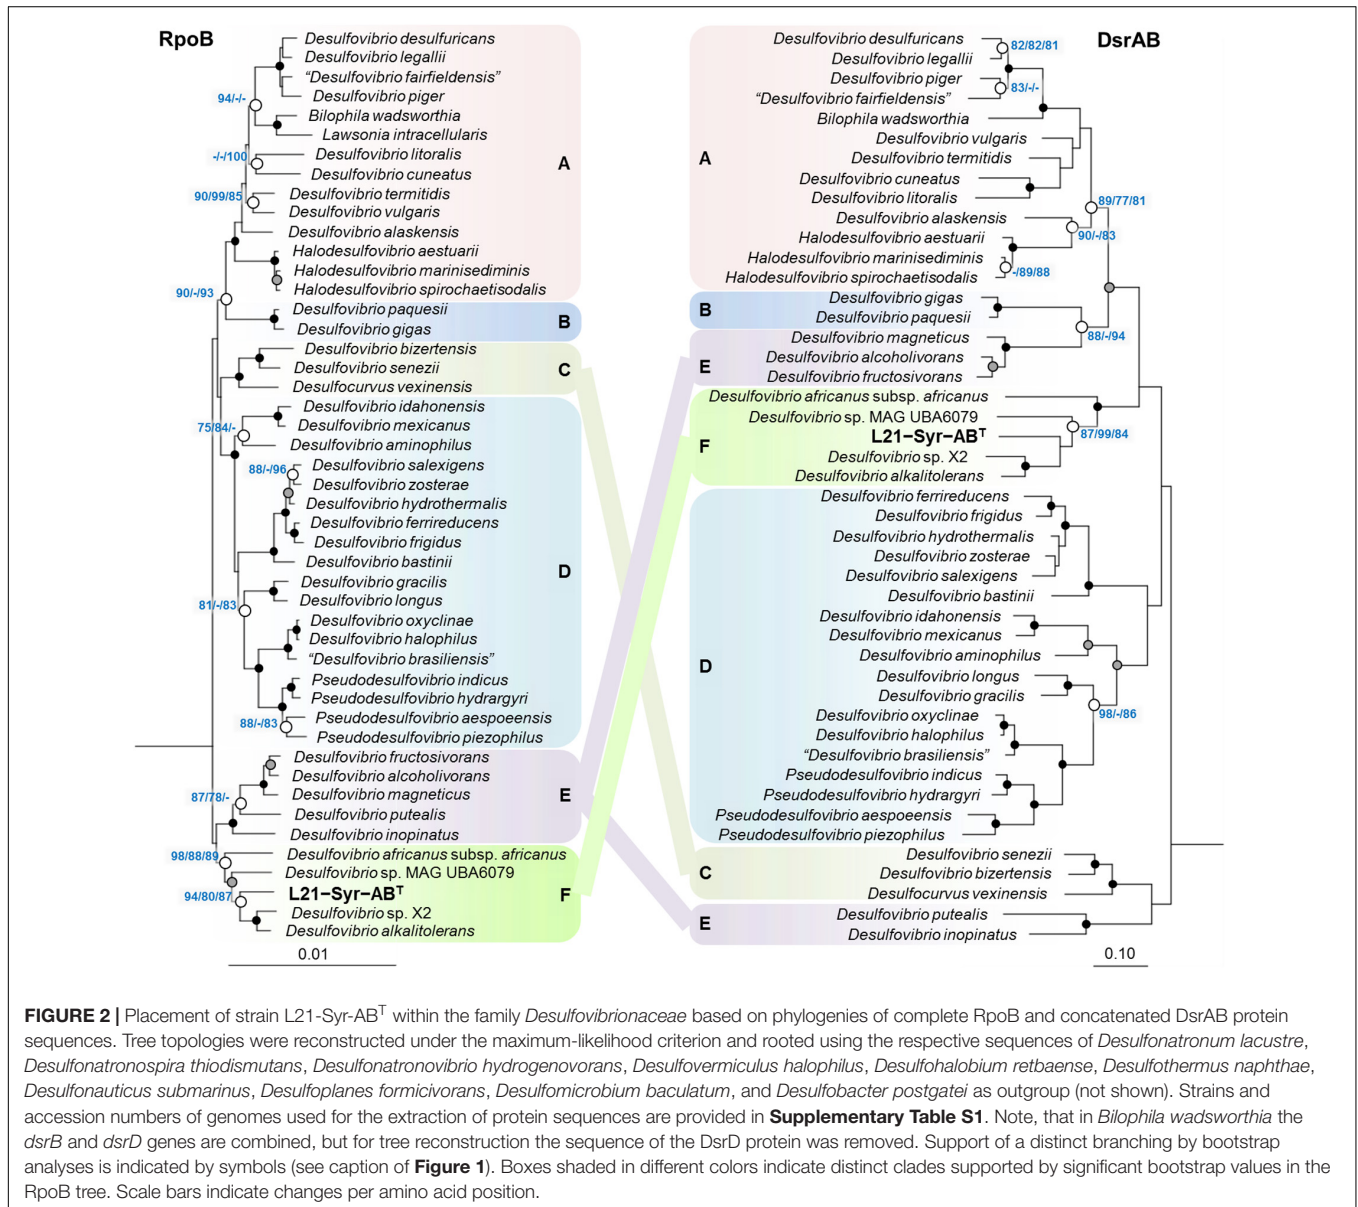 RpoB
Desulfovibrio desulfuricans
Desulfovibrio legallii
“Desulfovibrio fairfieldensis”
Desulfovibrio piger
94/-/-
Bilophila wadsworthia
Lawsonia intracellularis
-/-/100
Desulfovibrio litoralis
Desulfovibrio cuneatus
A
90/99/85
Desulfovibrio termitidis
Desulfovibrio vulgaris
Desulfovibrio alaskensis
Halodesulfovibrio aestuarii
Halodesulfovibrio marinisediminis
Halodesulfovibrio spirochaetisodalis
90/-/93
Desulfovibrio paquesii
Desulfovibrio gigas
B
Desulfovibrio bizertensis
Desulfovibrio senezii
Desulfocurvus vexinensis
C
Desulfovibrio idahonensis
Desulfovibrio mexicanus
75/84/-
Desulfovibrio aminophilus
88/-/96
Desulfovibrio salexigens
Desulfovibrio zosterae
Desulfovibrio hydrothermalis
Desulfovibrio ferrireducens
Desulfovibrio frigidus
Desulfovibrio bastinii
D
Desulfovibrio gracilis
Desulfovibrio longus
81/-/83
Desulfovibrio oxyclinae
Desulfovibrio halophilus
“Desulfovibrio brasiliensis”
Pseudodesulfovibrio indicus
Pseudodesulfovibrio hydrargyri
88/-/83
Pseudodesulfovibrio aespoeensis
Pseudodesulfovibrio piezophilus
Desulfovibrio fructosivorans
Desulfovibrio alcoholivorans
87/78/-
Desulfovibrio magneticus
E
Desulfovibrio putealis
Desulfovibrio inopinatus
98/88/89
Desulfovibrio africanus subsp. africanus
Desulfovibrio sp. MAG UBA6079
94/80/87
L21−Syr−ABT
F
Desulfovibrio sp. X2
Desulfovibrio alkalitolerans
0.01
DsrAB
Desulfovibrio desulfuricans
82/82/81
Desulfovibrio legallii
Desulfovibrio piger
83/-/-
“Desulfovibrio fairfieldensis”
Bilophila wadsworthia
Desulfovibrio vulgaris
A
Desulfovibrio termitidis
Desulfovibrio cuneatus
Desulfovibrio litoralis
89/77/81
Desulfovibrio alaskensis
90/-/83
Halodesulfovibrio aestuarii
Halodesulfovibrio marinisediminis
-/89/88
Halodesulfovibrio spirochaetisodalis
B
Desulfovibrio gigas
Desulfovibrio paquesii
88/-/94
Desulfovibrio magneticus
E
Desulfovibrio alcoholivorans
Desulfovibrio fructosivorans
Desulfovibrio africanus subsp. africanus
Desulfovibrio sp. MAG UBA6079
87/99/84
L21−Syr−ABT
F
Desulfovibrio sp. X2
Desulfovibrio alkalitolerans
Desulfovibrio ferrireducens
Desulfovibrio frigidus
Desulfovibrio hydrothermalis
Desulfovibrio zosterae
Desulfovibrio salexigens
Desulfovibrio bastinii
Desulfovibrio idahonensis
Desulfovibrio mexicanus
Desulfovibrio aminophilus
D
Desulfovibrio longus
Desulfovibrio gracilis
98/-/86
Desulfovibrio oxyclinae
Desulfovibrio halophilus
“Desulfovibrio brasiliensis”
Pseudodesulfovibrio indicus
Pseudodesulfovibrio hydrargyri
Pseudodesulfovibrio aespoeensis
Pseudodesulfovibrio piezophilus
Desulfovibrio senezii
C
Desulfovibrio bizertensis
Desulfocurvus vexinensis
E
Desulfovibrio putealis
Desulfovibrio inopinatus
0.10
FIGURE 2 | Placement of strain L21-Syr-ABT within the family Desulfovibrionaceae based on phylogenies of complete RpoB and concatenated DsrAB protein
sequences. Tree topologies were reconstructed under the maximum-likelihood criterion and rooted using the respective sequences of Desulfonatronum lacustre,
Desulfonatronospira thiodismutans, Desulfonatronovibrio hydrogenovorans, Desulfovermiculus halophilus, Desulfohalobium retbaense, Desulfothermus naphthae,
Desulfonauticus submarinus, Desulfoplanes formicivorans, Desulfomicrobium baculatum, and Desulfobacter postgatei as outgroup (not shown). Strains and
accession numbers of genomes used for the extraction of protein sequences are provided in Supplementary Table S1. Note, that in Bilophila wadsworthia the
dsrB and dsrD genes are combined, but for tree reconstruction the sequence of the DsrD protein was removed. Support of a distinct branching by bootstrap
analyses is indicated by symbols (see caption of Figure 1). Boxes shaded in different colors indicate distinct clades supported by significant bootstrap values in the
RpoB tree. Scale bars indicate changes per amino acid position.